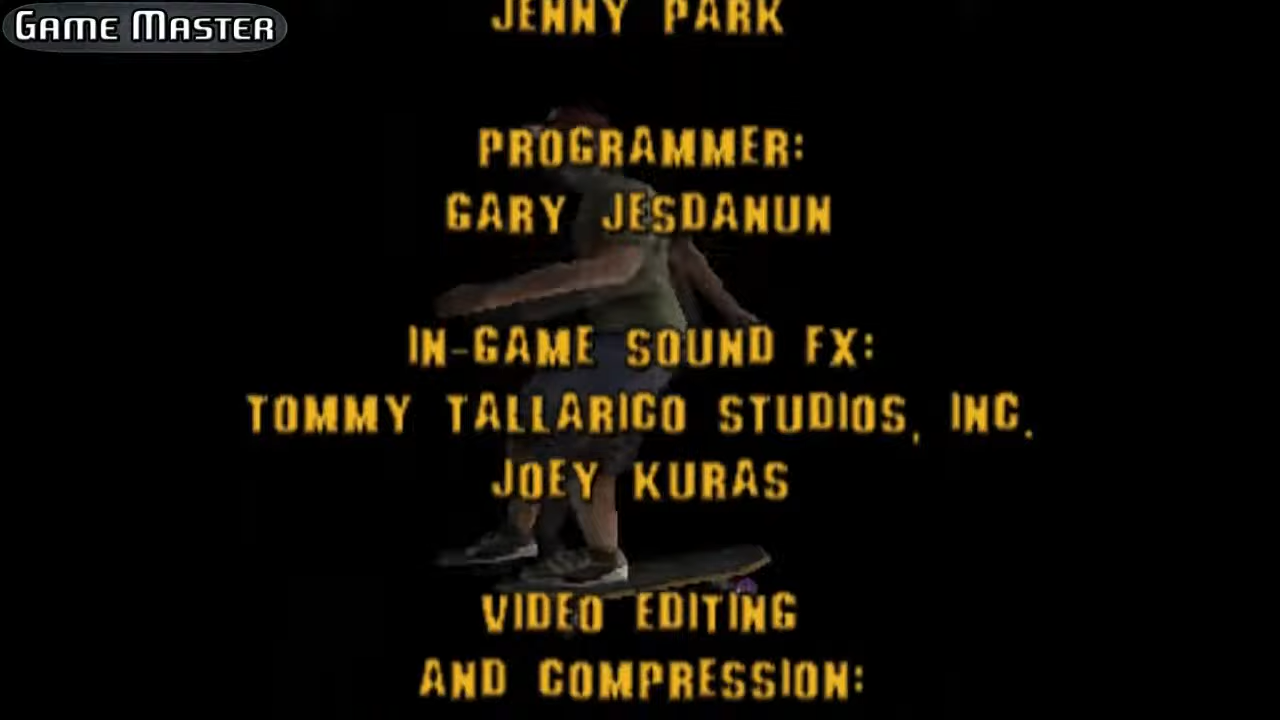 GAME MASTER
JENNY PARK
PROGRAMMER:
GARY JESDANUN
IN-GAME SOUND FX:
TOMMY TALLARICO STUDIOS, INC.
JOEY KURAS
VIDEO EDITING
AND COMPRESSION: